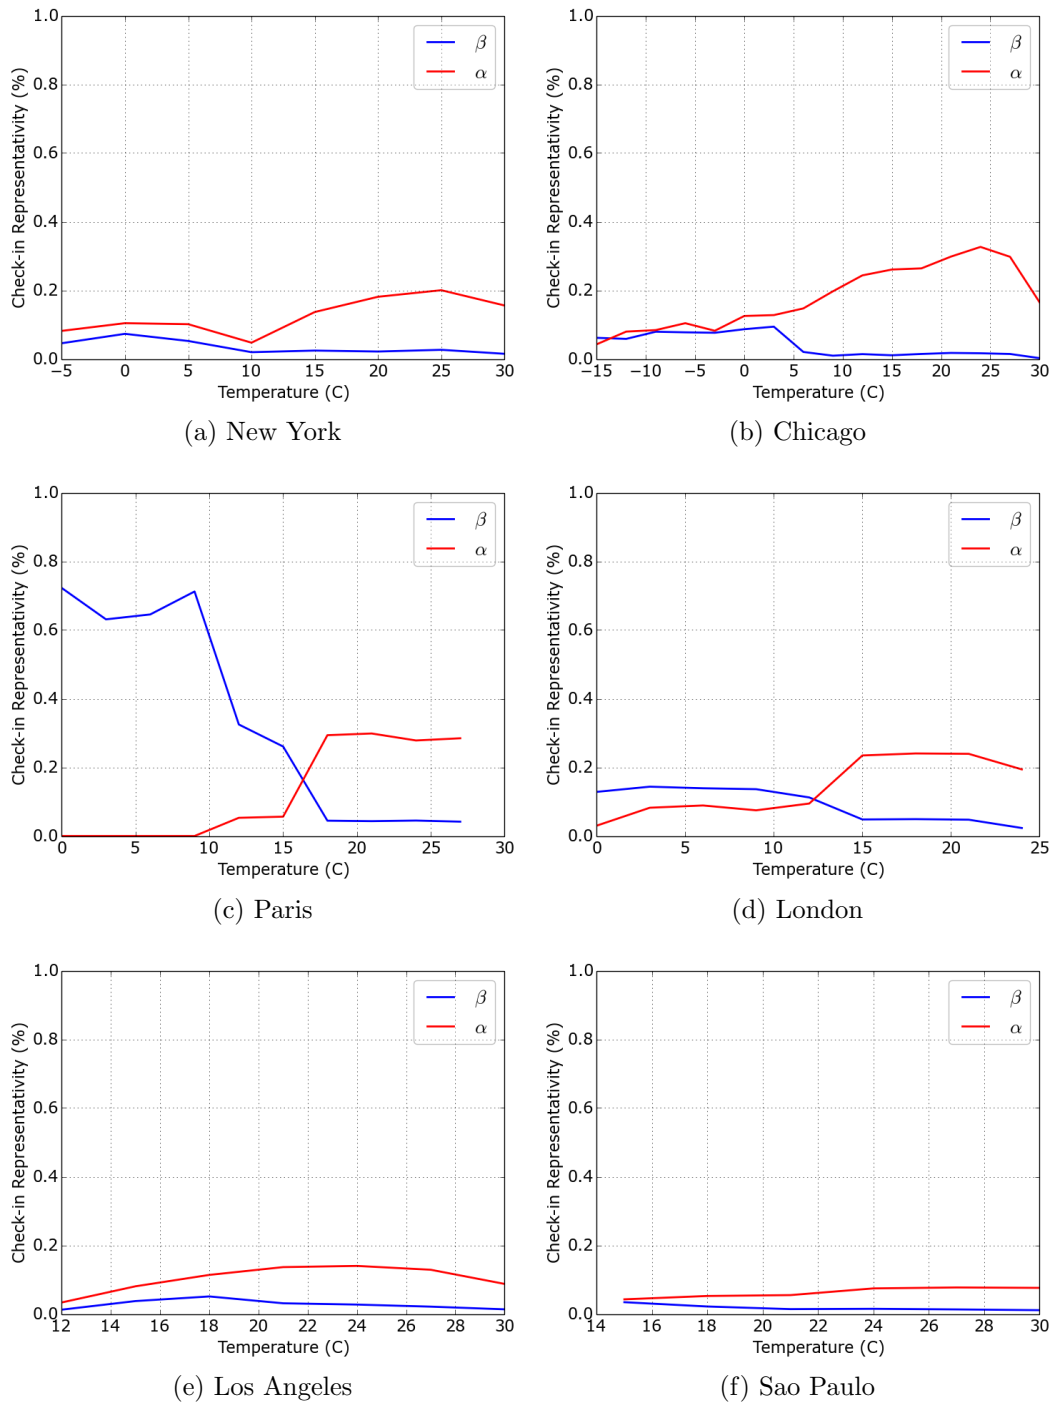 1.0
0.8
0.6
0.4
0.2
0.0
Check-in Representativity (%)
β
α
−5 0 5 10 15 20 25 30
Temperature (C)
(a) New York
1.0
0.8
0.6
0.4
0.2
0.0
Check-in Representativity (%)
β
α
−15 −10 −5 0 5 10 15 20 25 30
Temperature (C)
(b) Chicago
1.0
0.8
0.6
0.4
0.2
0.0
Check-in Representativity (%)
β
α
0 5 10 15 20 25 30
Temperature (C)
(c) Paris
1.0
0.8
0.6
0.4
0.2
0.0
Check-in Representativity (%)
β
α
0 5 10 15 20 25
Temperature (C)
(d) London
1.0
0.8
0.6
0.4
0.2
0.0
Check-in Representativity (%)
β
α
12 14 16 18 20 22 24 26 28 30
Temperature (C)
(e) Los Angeles
1.0
0.8
0.6
0.4
0.2
0.0
Check-in Representativity (%)
β
α
14 16 18 20 22 24 26 28 30
Temperature (C)
(f) Sao Paulo